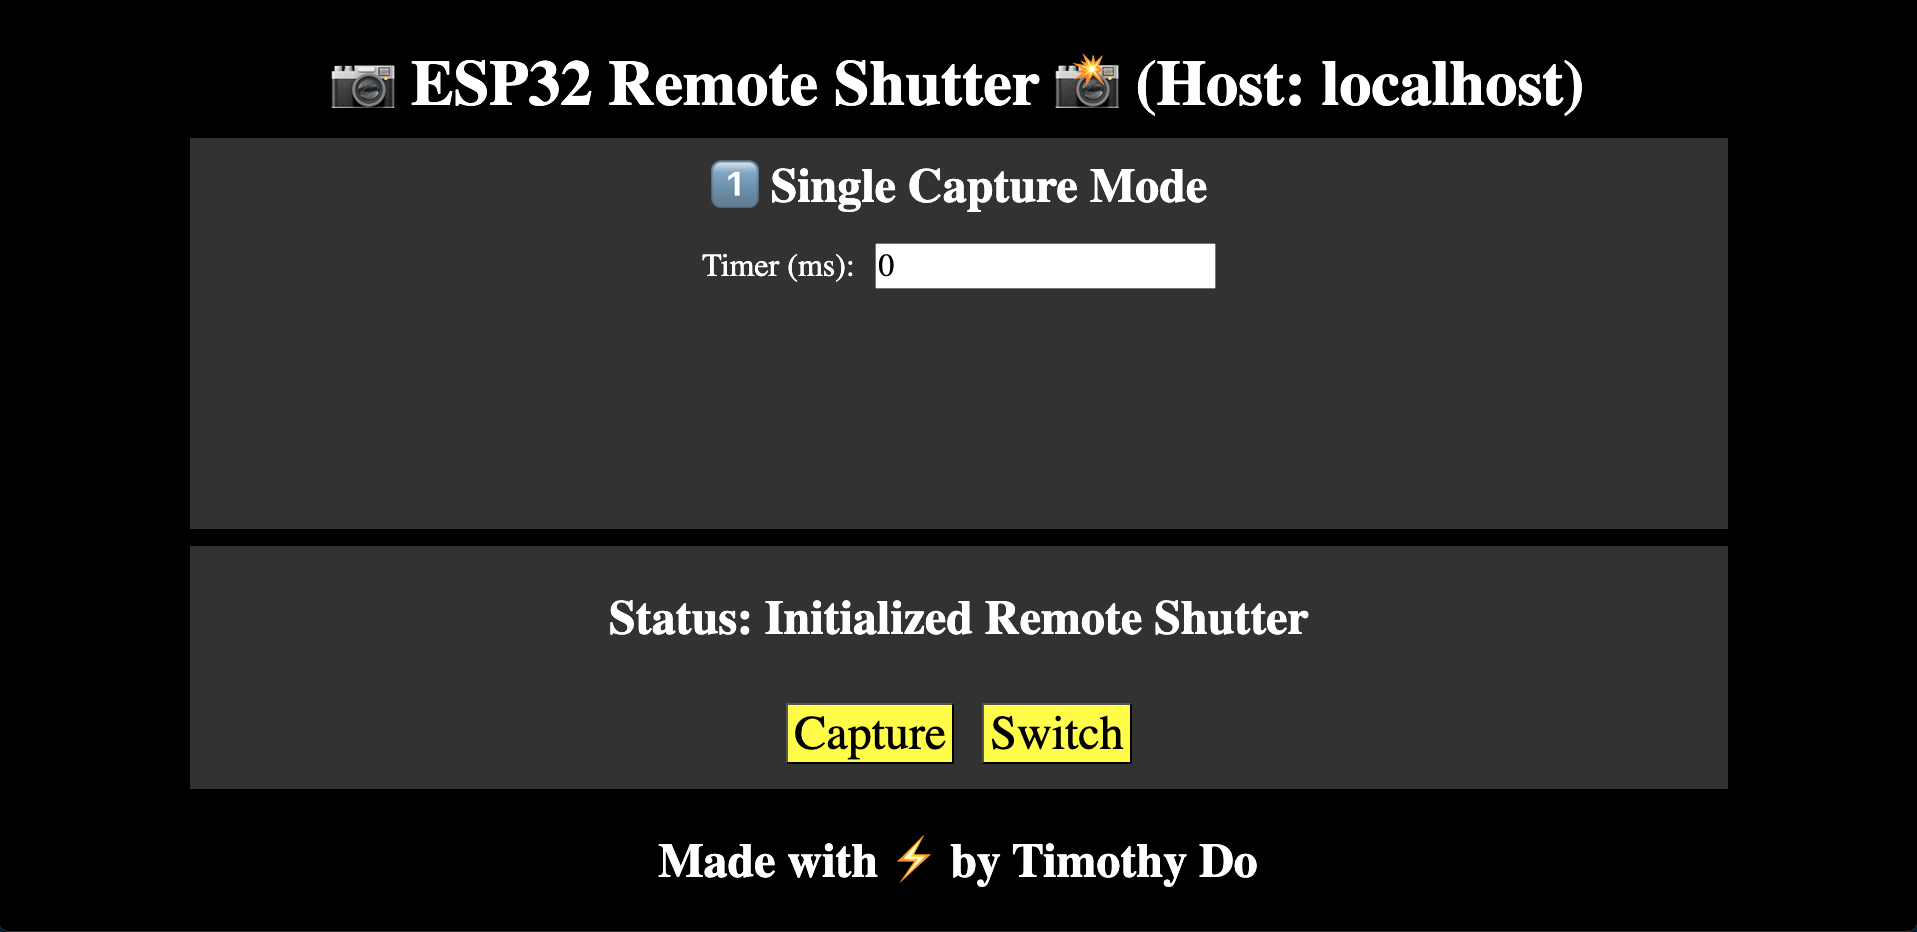 📷 ESP32 Remote Shutter 📸 (Host: localhost)
1️⃣ Single Capture Mode
Timer (ms): 0
Status: Initialized Remote Shutter
Capture Switch
Made with ⚡ by Timothy Do